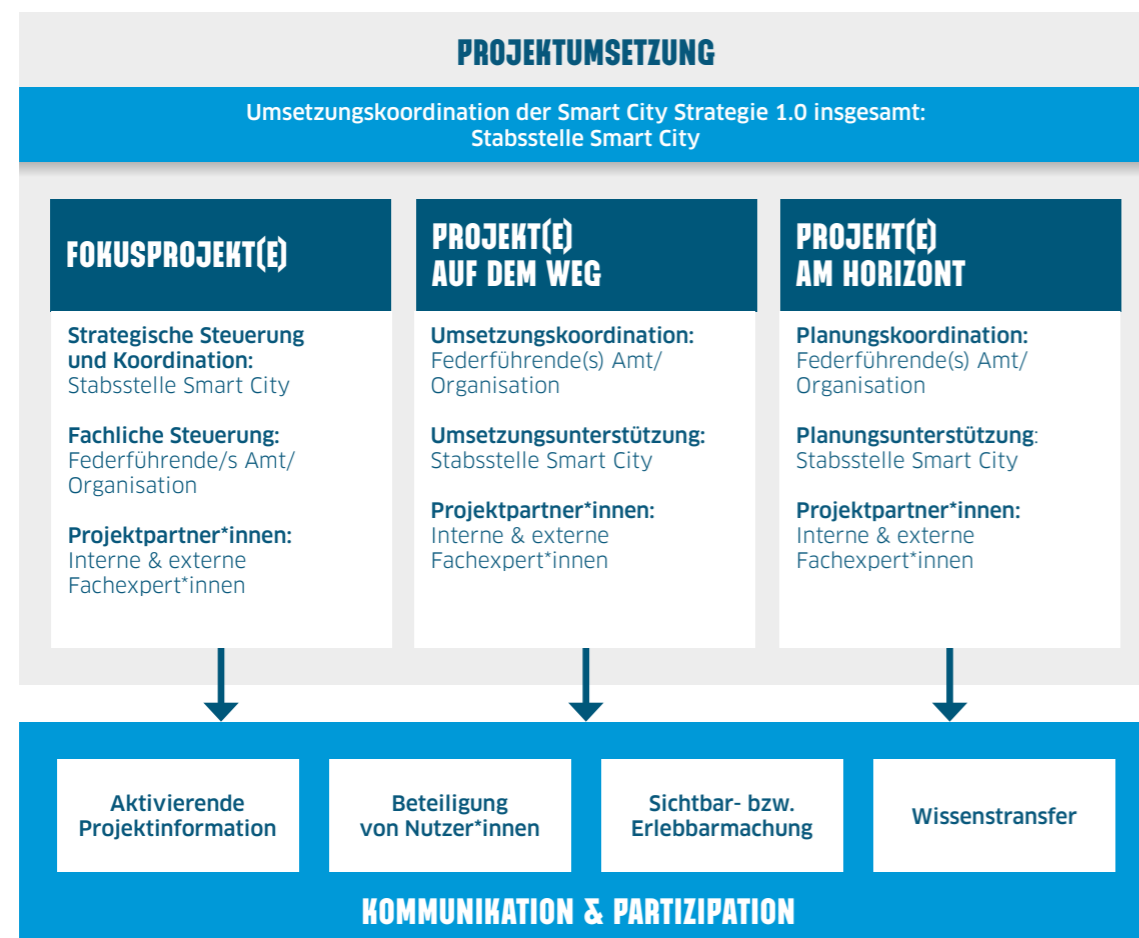 PROJEKTUMSETZUNG
Umsetzungskoordination der Smart City Strategie 1.0 insgesamt:
Stabsstelle Smart City
FOKUSPROJEKT(E)
Strategische Steuerung
und Koordination:
Stabsstelle Smart City
Fachliche Steuerung:
Federführende/s Amt/
Organisation
Projektpartner*innen:
Interne & externe
Fachexpert*innen
PROJEKT(E)
AUF DEM WEG
Umsetzungskoordination:
Federführende(s) Amt/
Organisation
Umsetzungsunterstützung:
Stabsstelle Smart City
Projektpartner*innen:
Interne & externe
Fachexpert*innen
PROJEKT(E)
AM HORIZONT
Planungskoordination:
Federführende(s) Amt/
Organisation
Planungsunterstützung:
Stabsstelle Smart City
Projektpartner*innen:
Interne & externe
Fachexpert*innen
Aktivierende
Projektinformation
Beteiligung
von Nutzer*innen
Sichtbar- bzw.
Erlebbarmachung
Wissenstransfer
KOMMUNIKATION & PARTIZIPATION